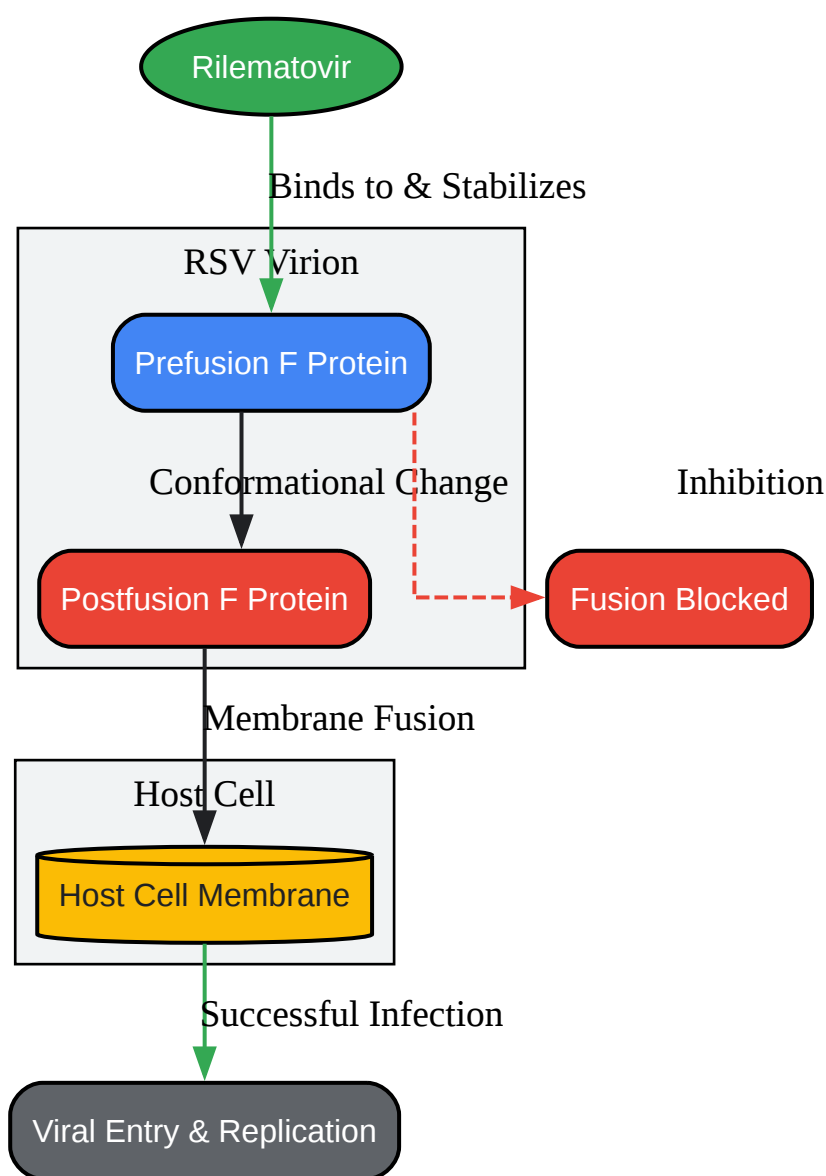 Rilematovir
Binds to & Stabilizes
RSV Virion
Prefusion F Protein
Conformational Change
Inhibition
Postfusion F Protein
Fusion Blocked
Membrane Fusion
Host Cell
Host Cell Membrane
Successful Infection
Viral Entry & Replication